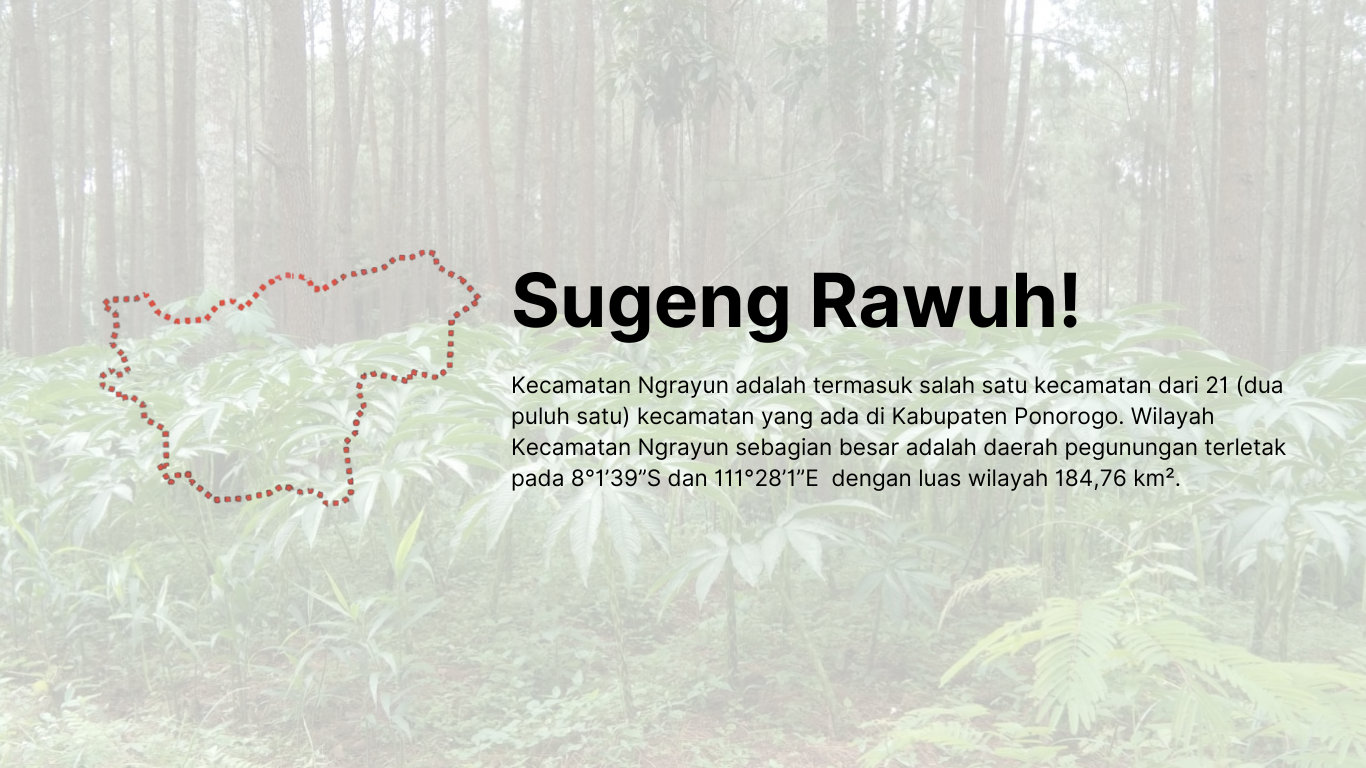 Sugeng Rawuh!
Kecamatan Ngrayun adalah termasuk salah satu kecamatan dari 21 (dua
puluh satu) kecamatan yang ada di Kabupaten Ponorogo. Wilayah
Kecamatan Ngrayun sebagian besar adalah daerah pegunungan terletak
pada 8°1’39”S dan 111°28’1”E  dengan luas wilayah 184,76 km².